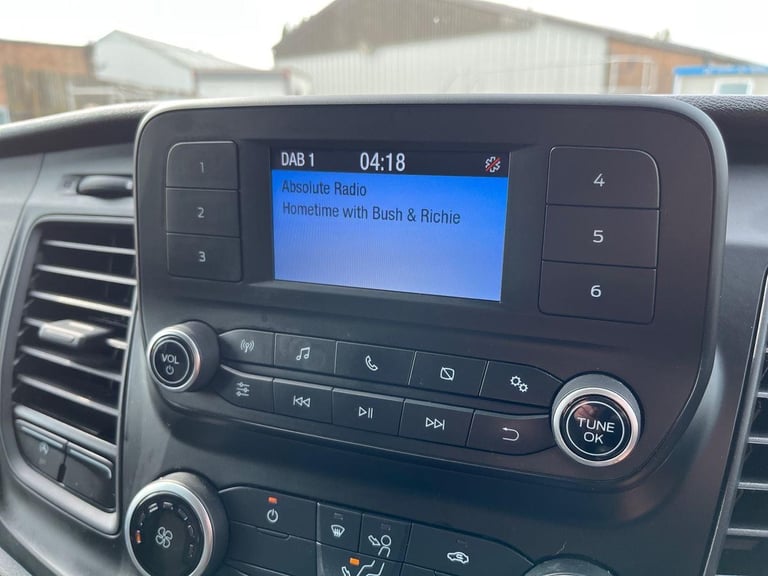 DAB 1 04:18
Absolute Radio
Hometime with Bush & Richie
1
2
3
4
5
6
VOL
TUNE
OK